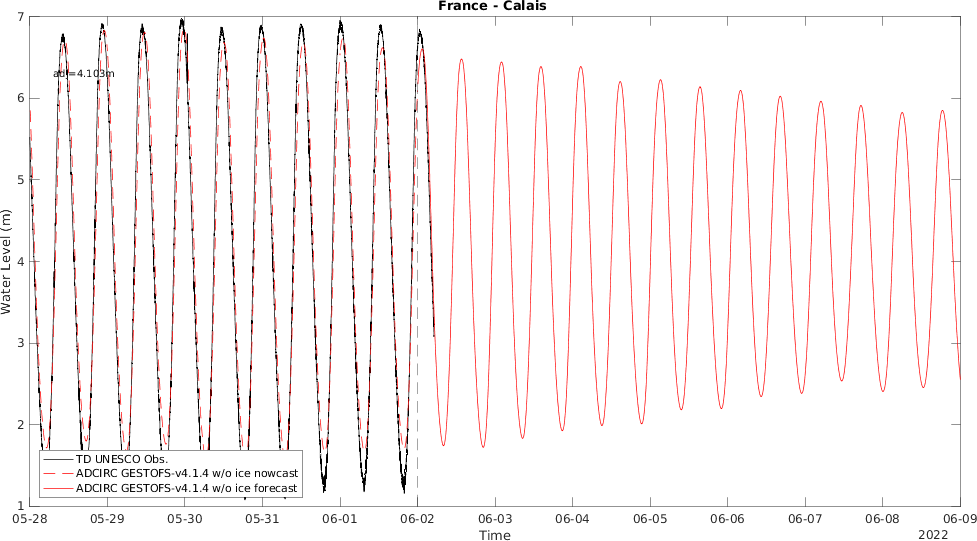 France - Calais
7
6
5
4
3
2
1
Water Level (m)
adj=4.103m
TD UNESCO Obs.
ADCIRC GESTOFS-v4.1.4 w/o ice nowcast
ADCIRC GESTOFS-v4.1.4 w/o ice forecast
05-28 05-29 05-30 05-31 06-01 06-02 06-03 06-04 06-05 06-06 06-07 06-08 06-09
Time
2022